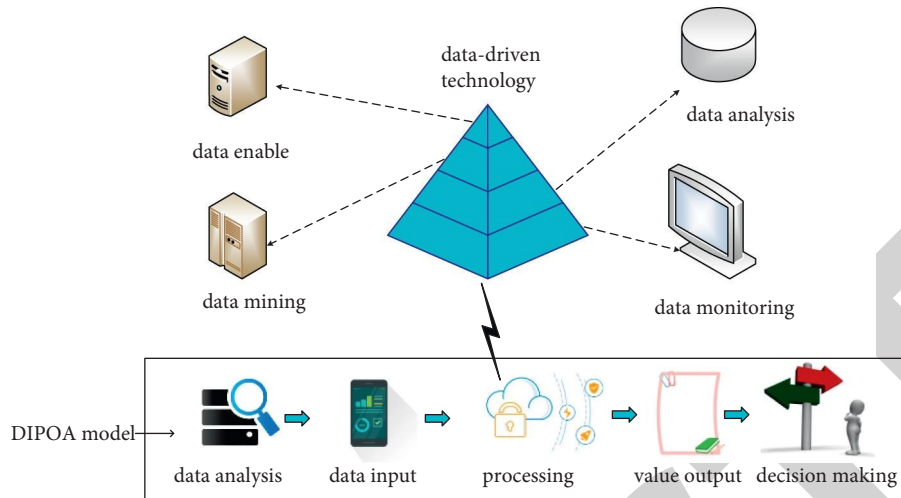 data-driven
technology
data enable
data analysis
data mining
data monitoring
DIPOA model
data analysis
data input
processing
value output
decision making